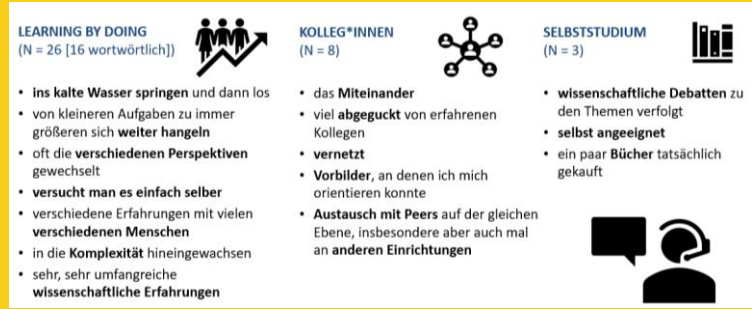 LEARNING BY DOING
(N = 26 [16 wortwörtlich])
• ins kalte Wasser springen und dann los
• von kleineren Aufgaben zu immer
größeren sich weiter hangeln
• oft die verschiedenen Perspektiven
gewechselt
• versucht man es einfach selber
• verschiedene Erfahrungen mit vielen
verschiedenen Menschen
• in die Komplexität hineingewachsen
• sehr, sehr umfangreiche
wissenschaftliche Erfahrungen
KOLLEG*INNEN
(N = 8)
• das Miteinander
• viel abgeguckt von erfahrenen
Kollegen
• vernetzt
• Vorbilder, an denen ich mich
orientieren konnte
• Austausch mit Peers auf der gleichen
Ebene, insbesondere aber auch mal
an anderen Einrichtungen
SELBSTSTUDIUM
(N = 3)
• wissenschaftliche Debatten zu
den Themen verfolgt
• selbst angeeignet
• ein paar Bücher tatsächlich
gekauft